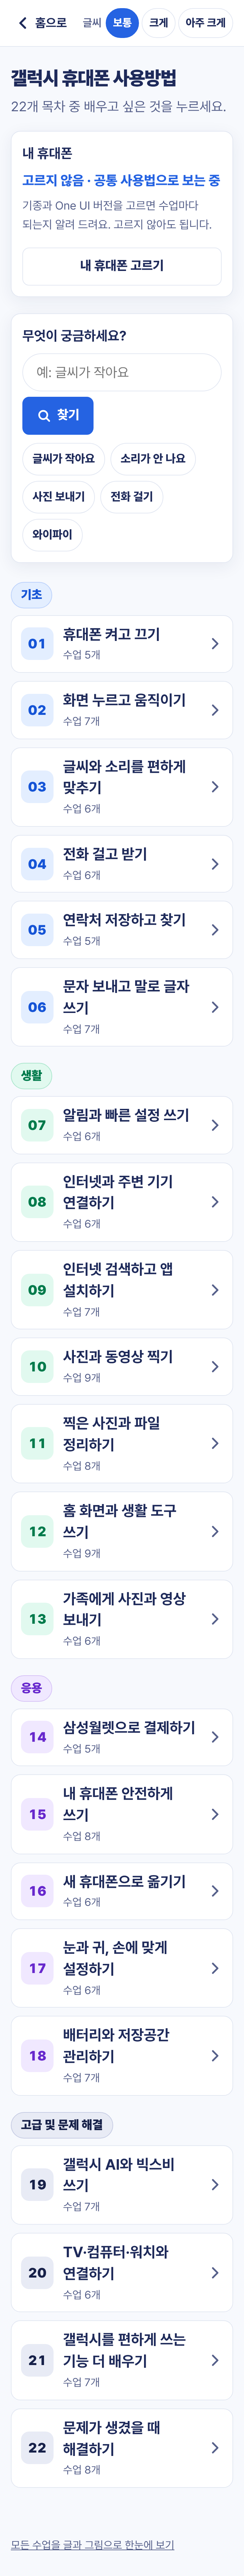 홈으로
글씨
보통
크게
아주 크게
갤럭시 휴대폰 사용방법
22개 목차 중 배우고 싶은 것을 누르세요.
내 휴대폰
고르지 않음 · 공통 사용법으로 보는 중
기종과 One UI 버전을 고르면 수업마다
되는지 알려 드려요. 고르지 않아도 됩니다.
내 휴대폰 고르기
무엇이 궁금하세요?
예: 글씨가 작아요
찾기
글씨가 작아요
소리가 안 나요
사진 보내기
전화 걸기
와이파이
기초
01
휴대폰 켜고 끄기
수업 5개
02
화면 누르고 움직이기
수업 7개
03
글씨와 소리를 편하게
맞추기
수업 6개
04
전화 걸고 받기
수업 6개
05
연락처 저장하고 찾기
수업 5개
06
문자 보내고 말로 글자
쓰기
수업 7개
생활
07
알림과 빠른 설정 쓰기
수업 6개
08
인터넷과 주변 기기
연결하기
수업 6개
09
인터넷 검색하고 앱
설치하기
수업 7개
10
사진과 동영상 찍기
수업 9개
11
찍은 사진과 파일
정리하기
수업 8개
12
홈 화면과 생활 도구
쓰기
수업 9개
13
가족에게 사진과 영상
보내기
수업 6개
응용
14
삼성월렛으로 결제하기
수업 5개
15
내 휴대폰 안전하게
쓰기
수업 8개
16
새 휴대폰으로 옮기기
수업 6개
17
눈과 귀, 손에 맞게
설정하기
수업 6개
18
배터리와 저장공간
관리하기
수업 7개
고급 및 문제 해결
19
갤럭시 AI와 빅스비
쓰기
수업 7개
20
TV·컴퓨터·워치와
연결하기
수업 6개
21
갤럭시를 편하게 쓰는
기능 더 배우기
수업 7개
22
문제가 생겼을 때
해결하기
수업 8개
모든 수업을 글과 그림으로 한눈에 보기